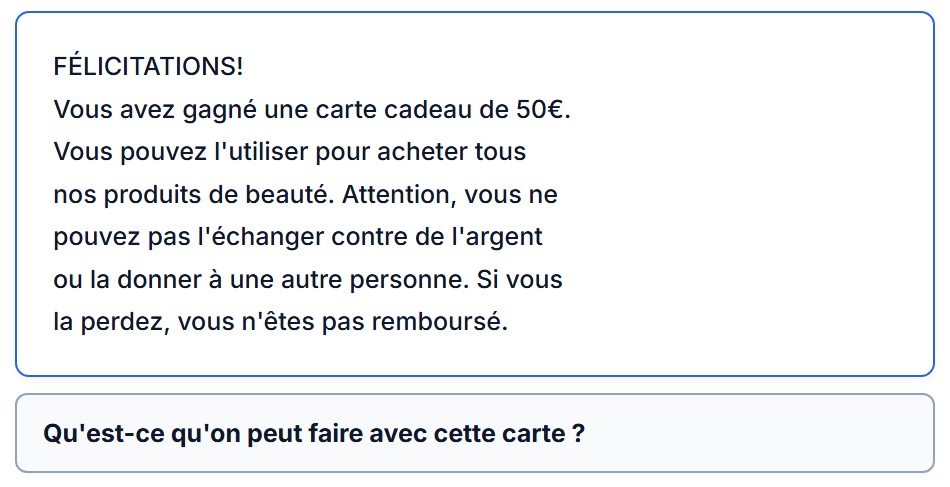 FÉLICITATIONS!
Vous avez gagné une carte cadeau de 50€.
Vous pouvez l'utiliser pour acheter tous
nos produits de beauté. Attention, vous ne
pouvez pas l'échanger contre de l'argent
ou la donner à une autre personne. Si vous
la perdez, vous n'êtes pas remboursé.
Qu'est-ce qu'on peut faire avec cette carte ?